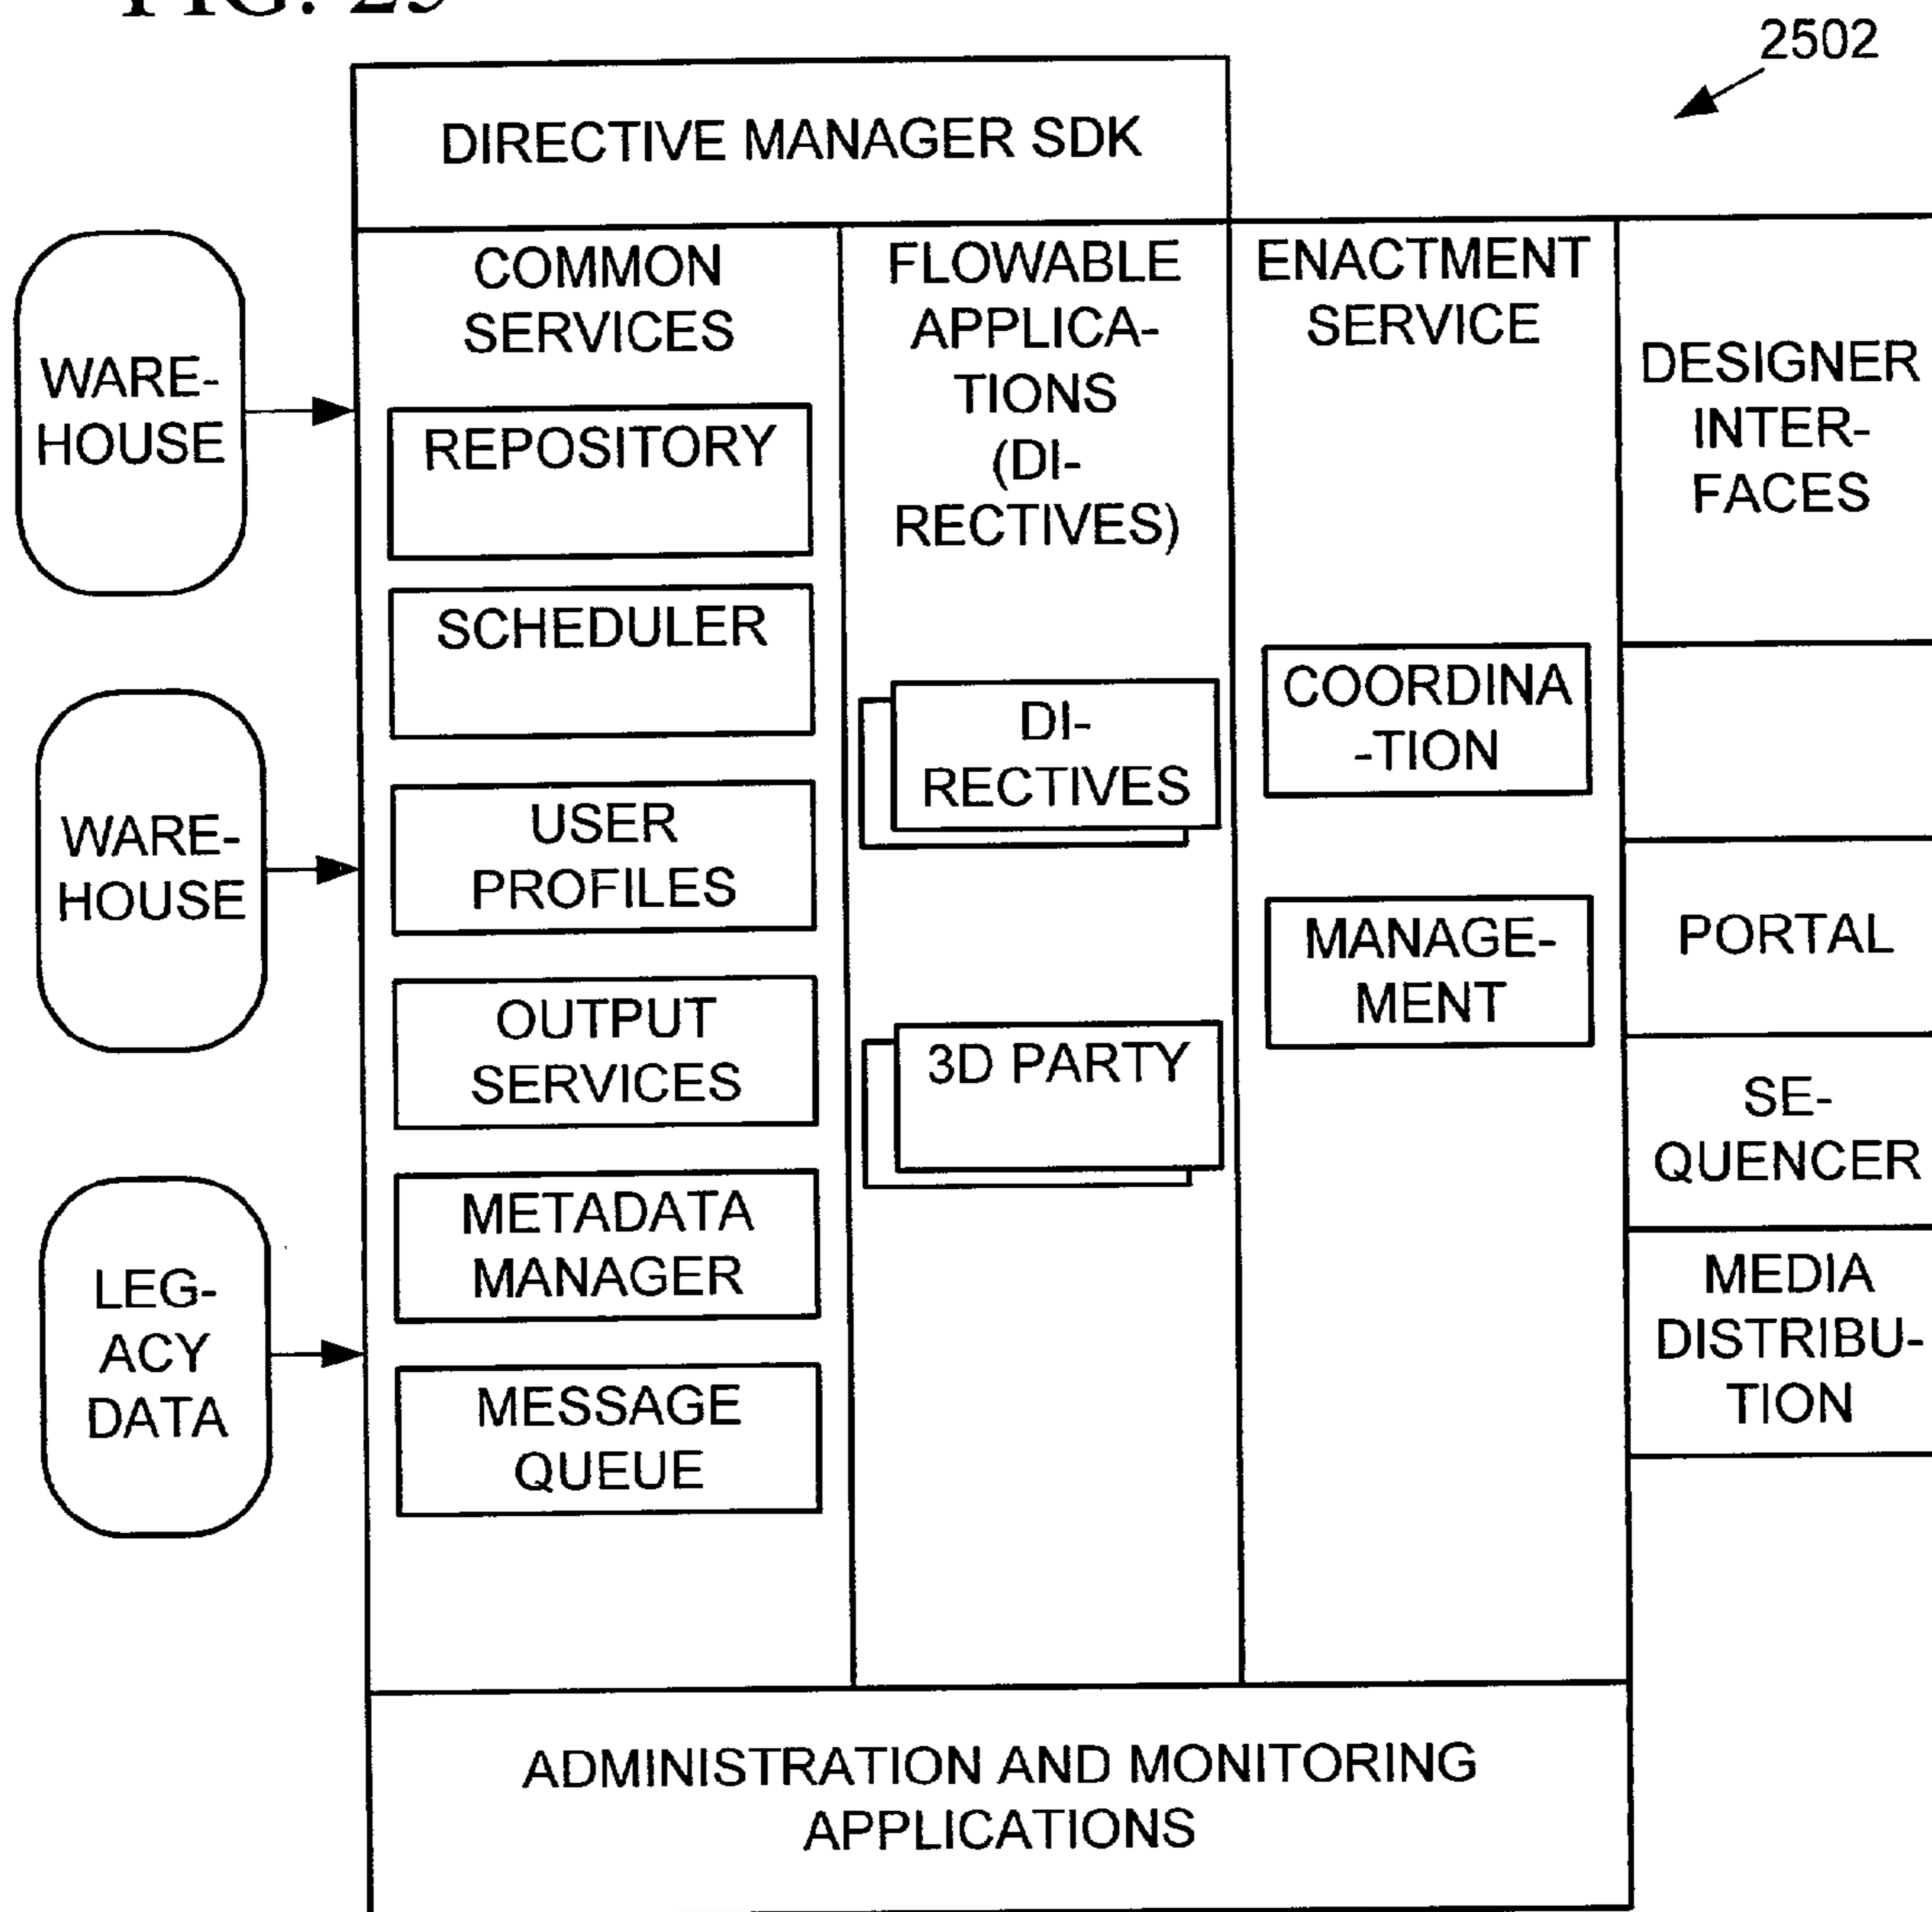 FIG. 25
2502
DIRECTIVE MANAGER SDK
WARE-
HOUSE
WARE-
HOUSE
LEG-
ACY
DATA
COMMON
SERVICES
REPOSITORY
SCHEDULER
USER
PROFILES
OUTPUT
SERVICES
METADATA
MANAGER
MESSAGE
QUEUE
FLOWABLE
APPLICA-
TIONS
(DI-
RECTIVES)
DI-
RECTIVES
3D PARTY
ENACTMENT
SERVICE
COORDINA
-TION
MANAGE-
MENT
DESIGNER
INTER-
FACES
PORTAL
SE-
QUENCER
MEDIA
DISTRIBU-
TION
ADMINISTRATION AND MONITORING
APPLICATIONS